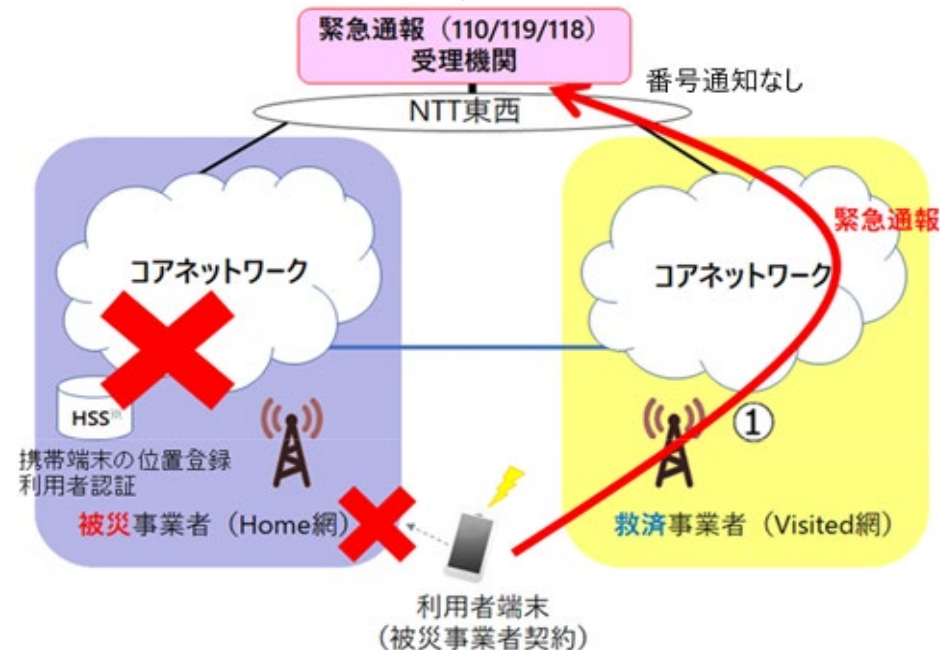 緊急通報（110/119/118）
受理機関
番号通知なし
NTT東西
緊急通報
コアネットワーク
コアネットワーク
HSS※
①
携帯端末の位置登録
利用者認証
被災事業者（Home網）
救済事業者（Visited網）
利用者端末
（被災事業者契約）